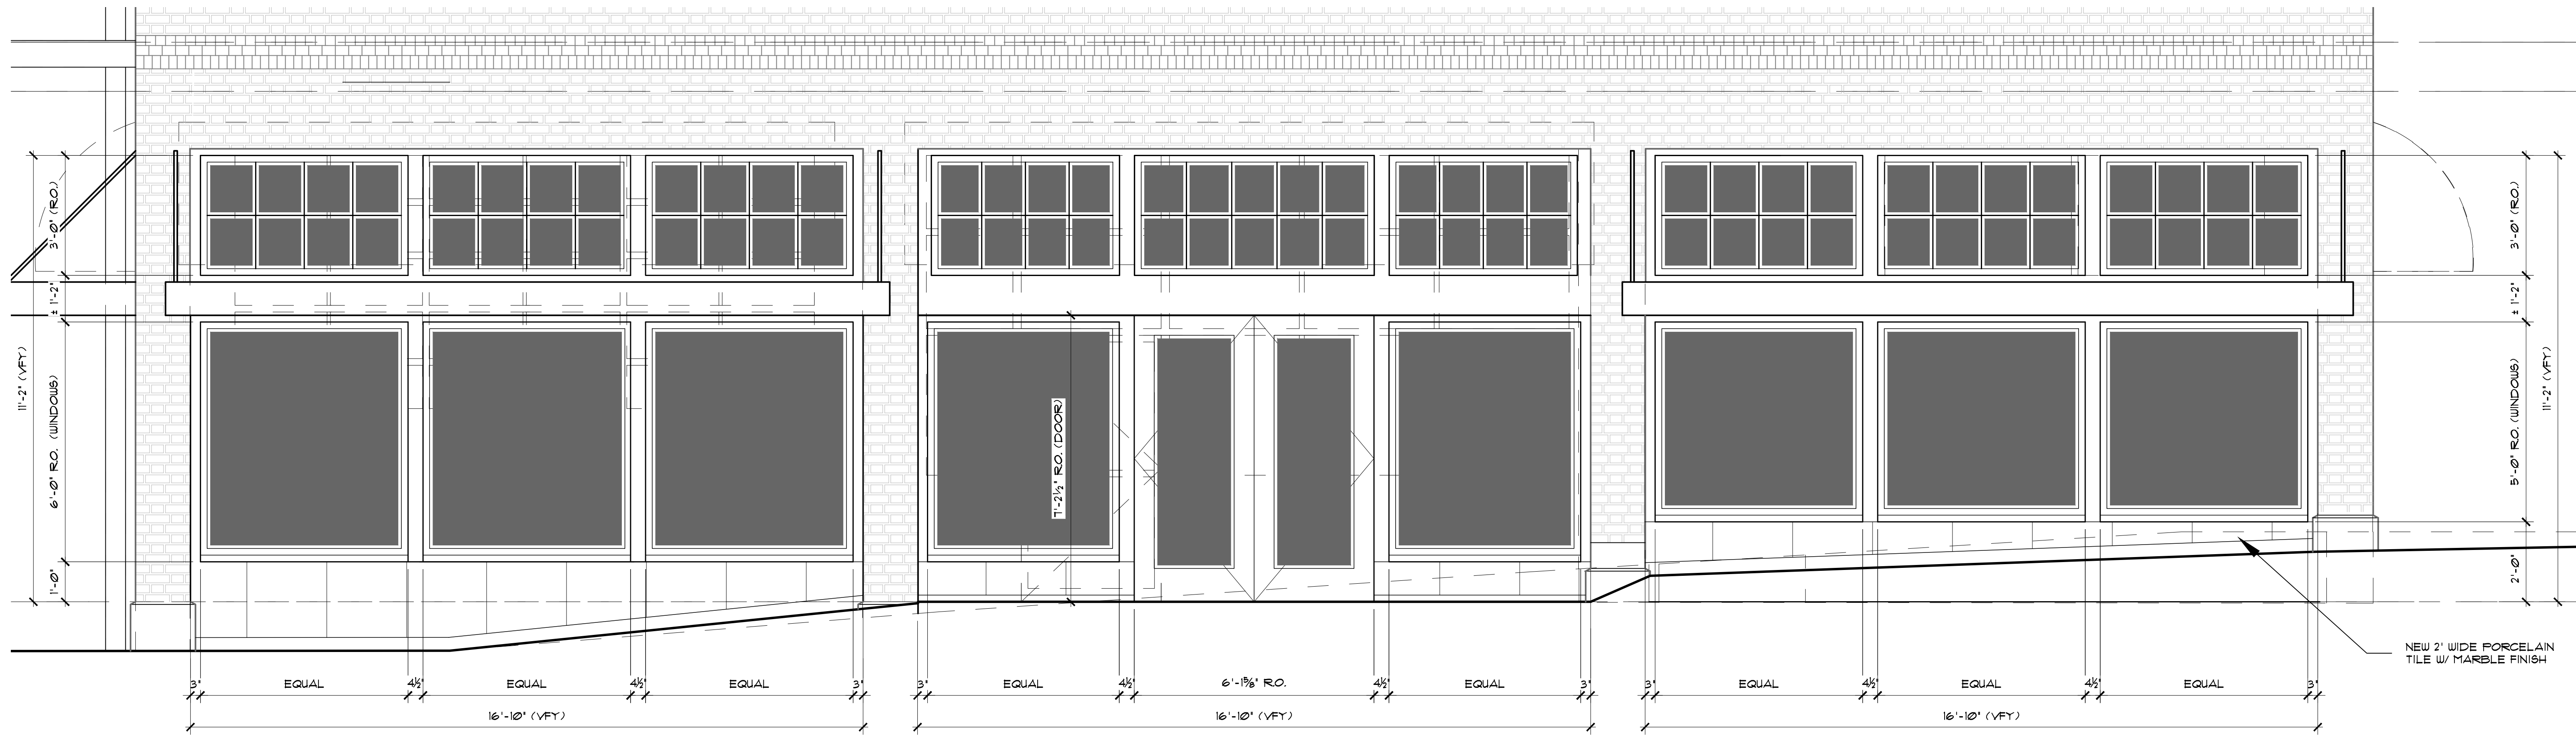 11'-2" (VFY)
3'-0" (R.O.)
± 1'-2"
6'-0" R.O. (WINDOWS)
1'-0"
7'-2½" R.O. (DOOR)
3'-0" (R.O.)
± 1'-2"
5'-0" R.O. (WINDOWS)
2'-0"
11'-2" (VFY)
NEW 2' WIDE PORCELAIN
TILE W/ MARBLE FINISH
3" EQUAL 4½" EQUAL 4½" EQUAL 3"
3" EQUAL 4½" 6'-1⅝" R.O. 4½" EQUAL 3"
3" EQUAL 4½" EQUAL 4½" EQUAL 3"
16'-10" (VFY)
16'-10" (VFY)
16'-10" (VFY)